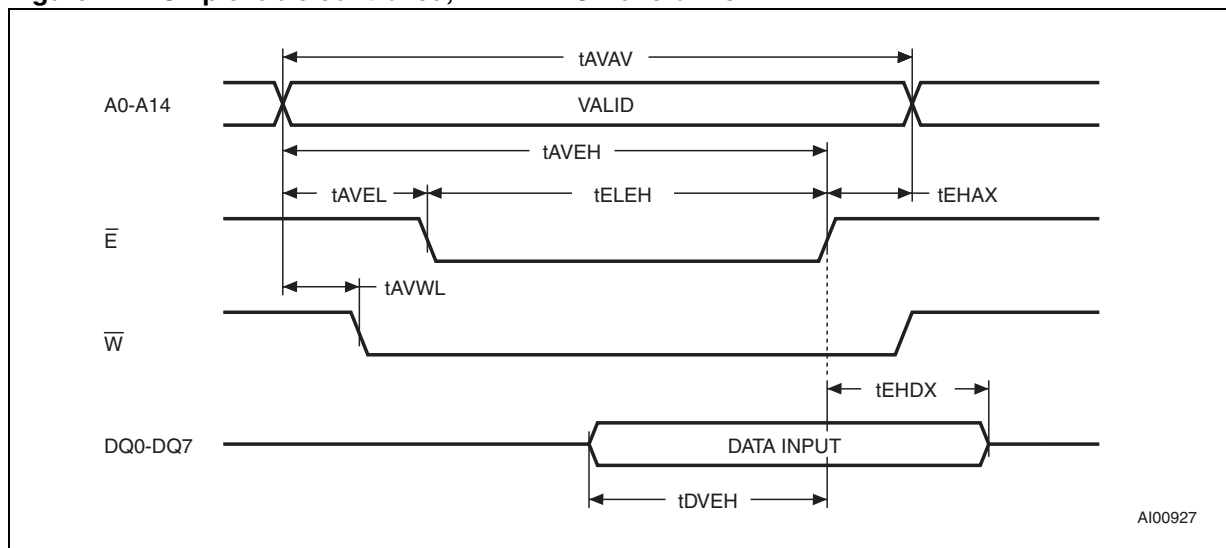 tAVAV
A0-A14
VALID
tAVEH
tAVEL
tELEH
tEHAX
E̅
tAVWL
W̅
tEHDX
DQ0-DQ7
DATA INPUT
tDVEH
AI00927